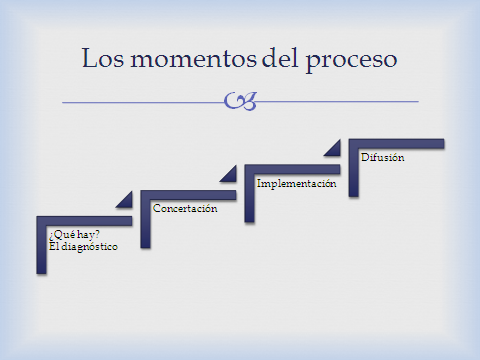 Los momentos del proceso
¿Qué hay?
El diagnóstico
Concertación
Implementación
Difusión